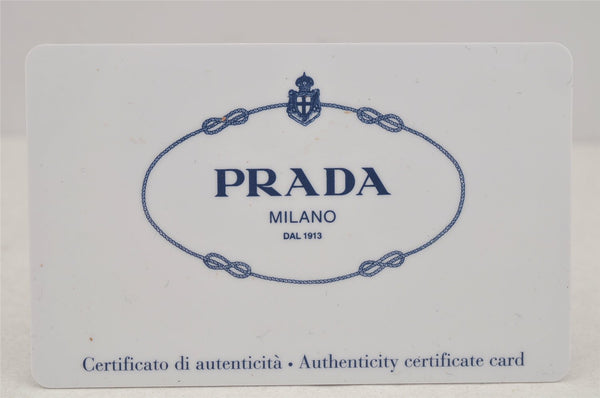 PRADA
MILANO
DAL 1913
Certificato di autenticità • Authenticity certificate card